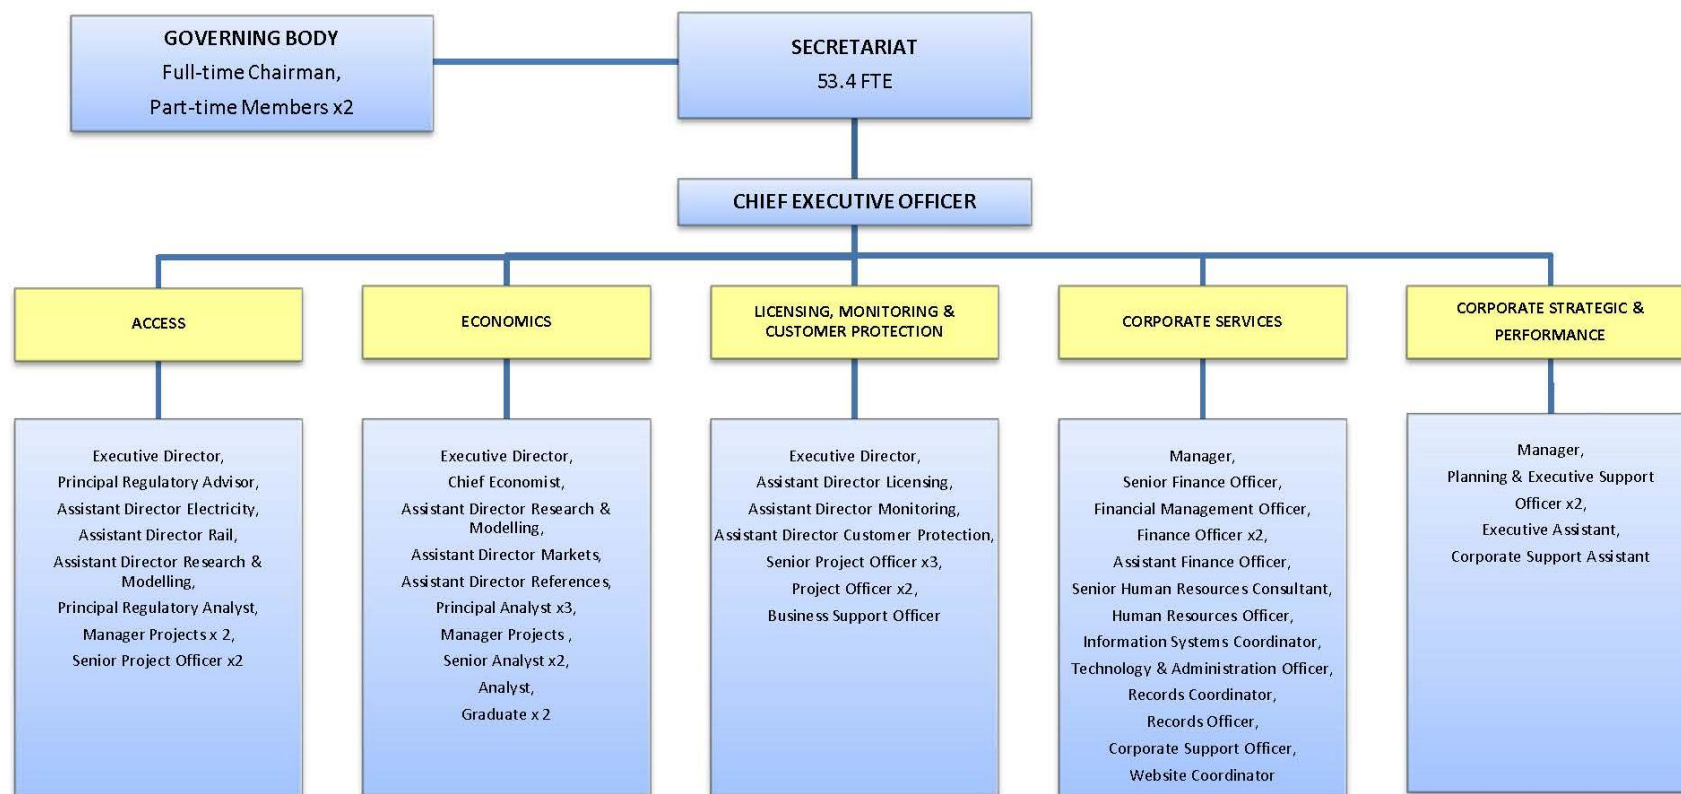 GOVERNING BODY
Full-time Chairman,
Part-time Members x2
SECRETARIAT
53.4 FTE
CHIEF EXECUTIVE OFFICER
ACCESS
ECONOMICS
LICENSING, MONITORING &
CUSTOMER PROTECTION
CORPORATE SERVICES
CORPORATE STRATEGIC &
PERFORMANCE
Executive Director,
Principal Regulatory Advisor,
Assistant Director Electricity,
Assistant Director Rail,
Assistant Director Research &
Modelling,
Principal Regulatory Analyst,
Manager Projects x 2,
Senior Project Officer x2
Executive Director,
Chief Economist,
Assistant Director Research &
Modelling,
Assistant Director Markets,
Assistant Director References,
Principal Analyst x3,
Manager Projects ,
Senior Analyst x2,
Analyst,
Graduate x 2
Executive Director,
Assistant Director Licensing,
Assistant Director Monitoring,
Assistant Director Customer Protection,
Senior Project Officer x3,
Project Officer x2,
Business Support Officer
Manager,
Senior Finance Officer,
Financial Management Officer,
Finance Officer x2,
Assistant Finance Officer,
Senior Human Resources Consultant,
Human Resources Officer,
Information Systems Coordinator,
Technology & Administration Officer,
Records Coordinator,
Records Officer,
Corporate Support Officer,
Website Coordinator
Manager,
Planning & Executive Support
Officer x2,
Executive Assistant,
Corporate Support Assistant